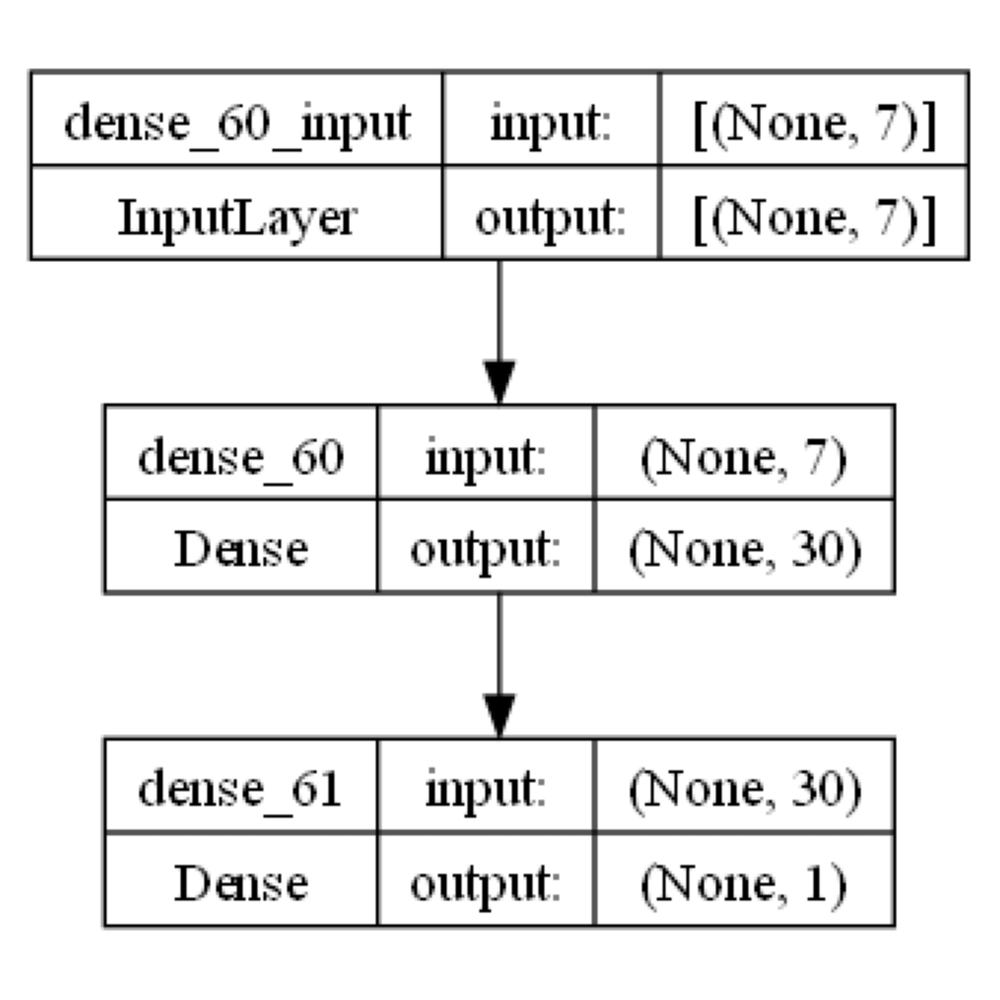 dense_60_input input: [(None, 7)]
InputLayer output: [(None, 7)]
dense_60 input: (None, 7)
Dense output: (None, 30)
dense_61 input: (None, 30)
Dense output: (None, 1)